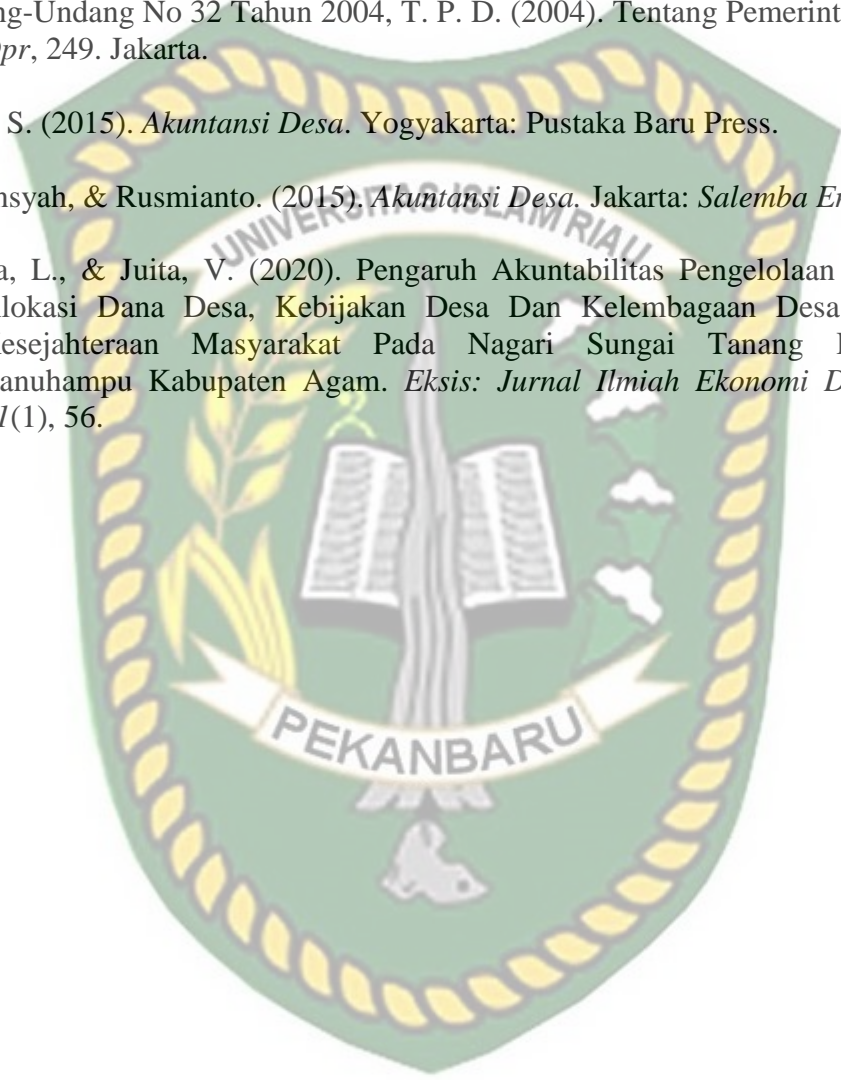 ng-Undang No 32 Tahun 2004, T. P. D. (2004). Tentang Pemerint
pr, 249. Jakarta.
S. (2015). Akuntansi Desa. Yogyakarta: Pustaka Baru Press.
nsyah, & Rusmianto. (2015). Akuntansi Desa. Jakarta: Salemba En
UNIVERSITAS ISLAM RIAU
a, L., & Juita, V. (2020). Pengaruh Akuntabilitas Pengelolaan
lokasi Dana Desa, Kebijakan Desa Dan Kelembagaan Desa
esejahteraan Masyarakat Pada Nagari Sungai Tanang
anuhampu Kabupaten Agam. Eksis: Jurnal Ilmiah Ekonomi D
1(1), 56.
PEKANBARU